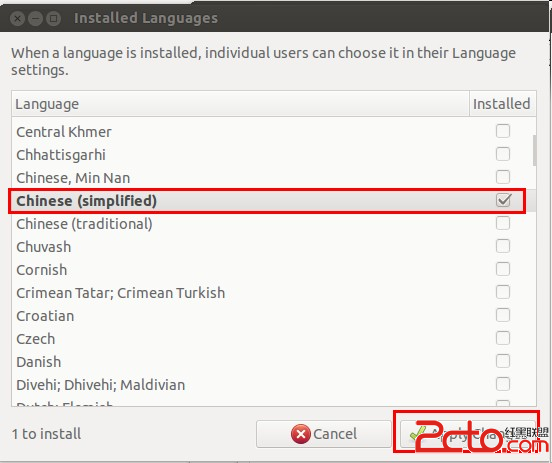 Installed Languages
When a language is installed, individual users can choose it in their Language
settings.
Language Installed
Central Khmer
Chhattisgarhi
Chinese, Min Nan
Chinese (simplified)
Chinese (traditional)
Chuvash
Cornish
Crimean Tatar; Crimean Turkish
Croatian
Czech
Danish
Divehi; Dhivehi; Maldivian
Dutch; Flemish
1 to install
Cancel
红黑联盟
2cto.com